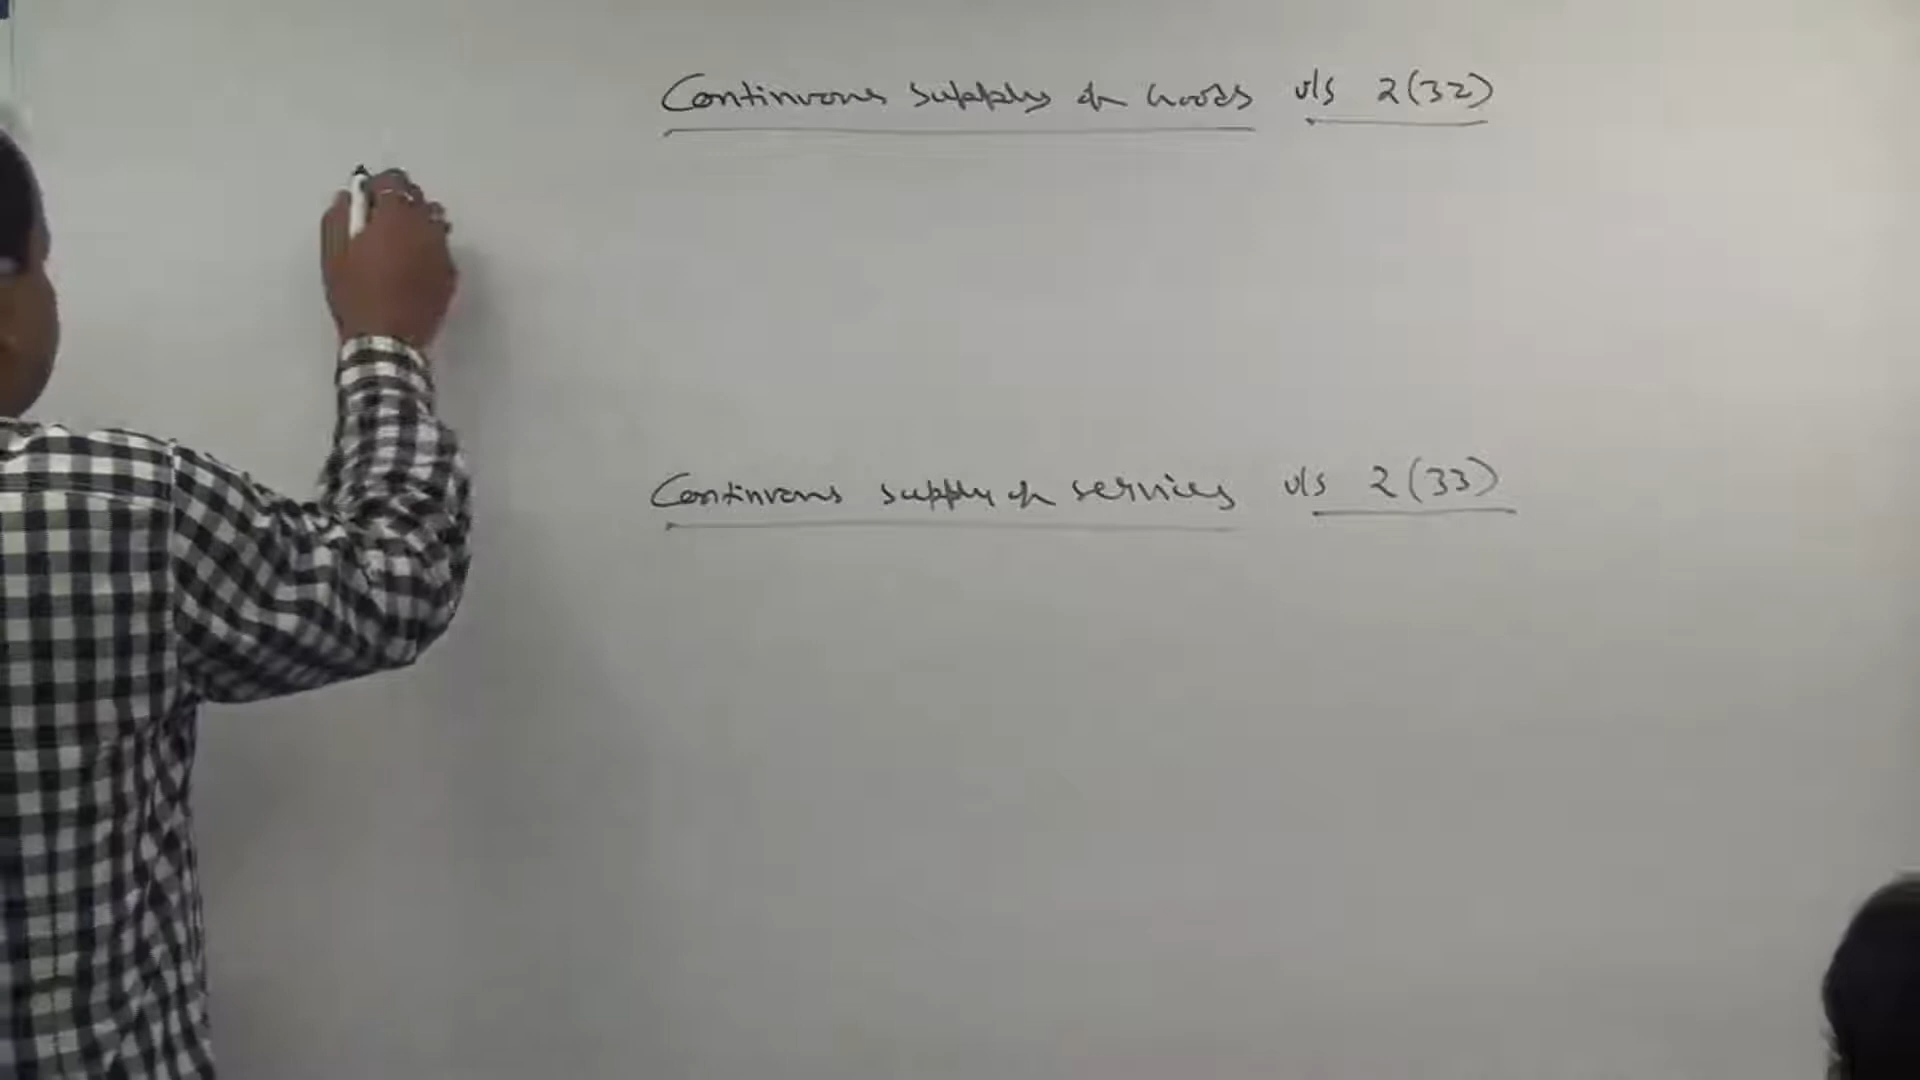 Continuous supply of Goods u/s 2(32)
Continuous supply of services u/s 2(33)